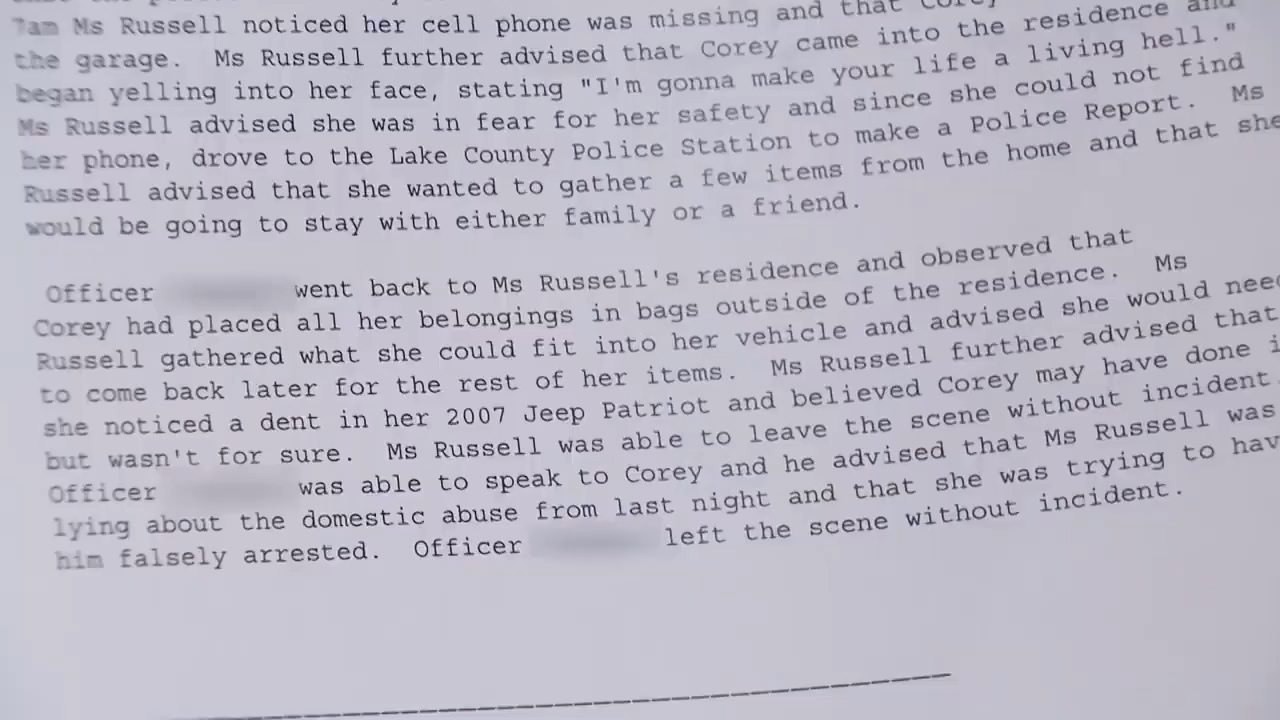 7am Ms Russell noticed her cell phone was missing and that Corey
the garage. Ms Russell further advised that Corey came into the residence and
began yelling into her face, stating "I'm gonna make your life a living hell."
Ms Russell advised she was in fear for her safety and since she could not find
her phone, drove to the Lake County Police Station to make a Police Report. Ms
Russell advised that she wanted to gather a few items from the home and that she
would be going to stay with either family or a friend.
Officer went back to Ms Russell's residence and observed that
Corey had placed all her belongings in bags outside of the residence. Ms
Russell gathered what she could fit into her vehicle and advised she would need
to come back later for the rest of her items. Ms Russell further advised that
she noticed a dent in her 2007 Jeep Patriot and believed Corey may have done i
but wasn't for sure. Ms Russell was able to leave the scene without incident.
Officer was able to speak to Corey and he advised that Ms Russell was
lying about the domestic abuse from last night and that she was trying to hav
him falsely arrested. Officer left the scene without incident.